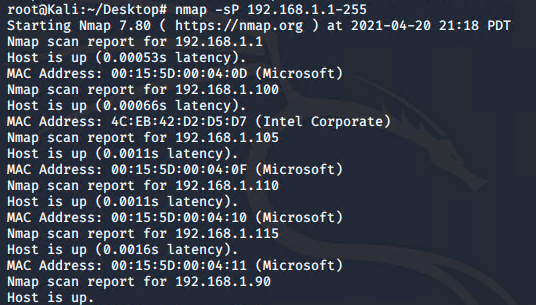 root@Kali:~/Desktop# nmap -sP 192.168.1.1-255
Starting Nmap 7.80 ( https://nmap.org ) at 2021-04-20 21:18 PDT
Nmap scan report for 192.168.1.1
Host is up (0.00053s latency).
MAC Address: 00:15:5D:00:04:0D (Microsoft)
Nmap scan report for 192.168.1.100
Host is up (0.00066s latency).
MAC Address: 4C:EB:42:D2:D5:D7 (Intel Corporate)
Nmap scan report for 192.168.1.105
Host is up (0.0011s latency).
MAC Address: 00:15:5D:00:04:0F (Microsoft)
Nmap scan report for 192.168.1.110
Host is up (0.0011s latency).
MAC Address: 00:15:5D:00:04:10 (Microsoft)
Nmap scan report for 192.168.1.115
Host is up (0.0016s latency).
MAC Address: 00:15:5D:00:04:11 (Microsoft)
Nmap scan report for 192.168.1.90
Host is up.